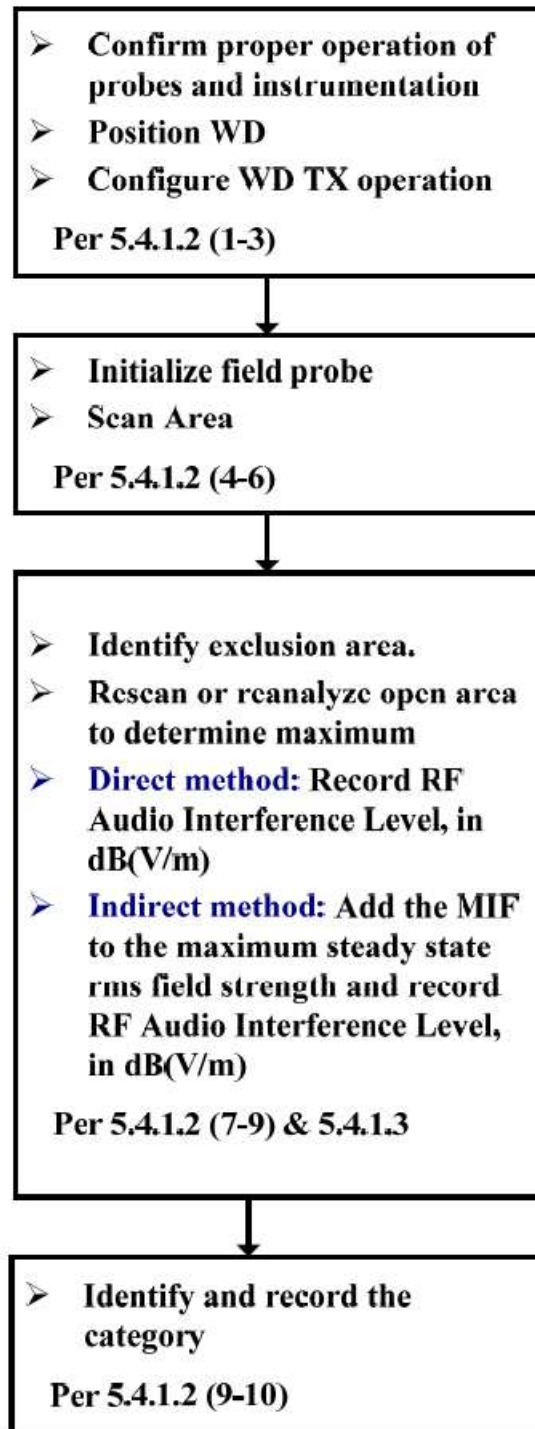 ➢ Confirm proper operation of
probes and instrumentation
➢ Position WD
➢ Configure WD TX operation
Per 5.4.1.2 (1-3)
➢ Initialize field probe
➢ Scan Area
Per 5.4.1.2 (4-6)
➢ Identify exclusion area.
➢ Rescan or reanalyze open area
to determine maximum
➢ Direct method: Record RF
Audio Interference Level, in
dB(V/m)
➢ Indirect method: Add the MIF
to the maximum steady state
rms field strength and record
RF Audio Interference Level,
in dB(V/m)
Per 5.4.1.2 (7-9) & 5.4.1.3
➢ Identify and record the
category
Per 5.4.1.2 (9-10)